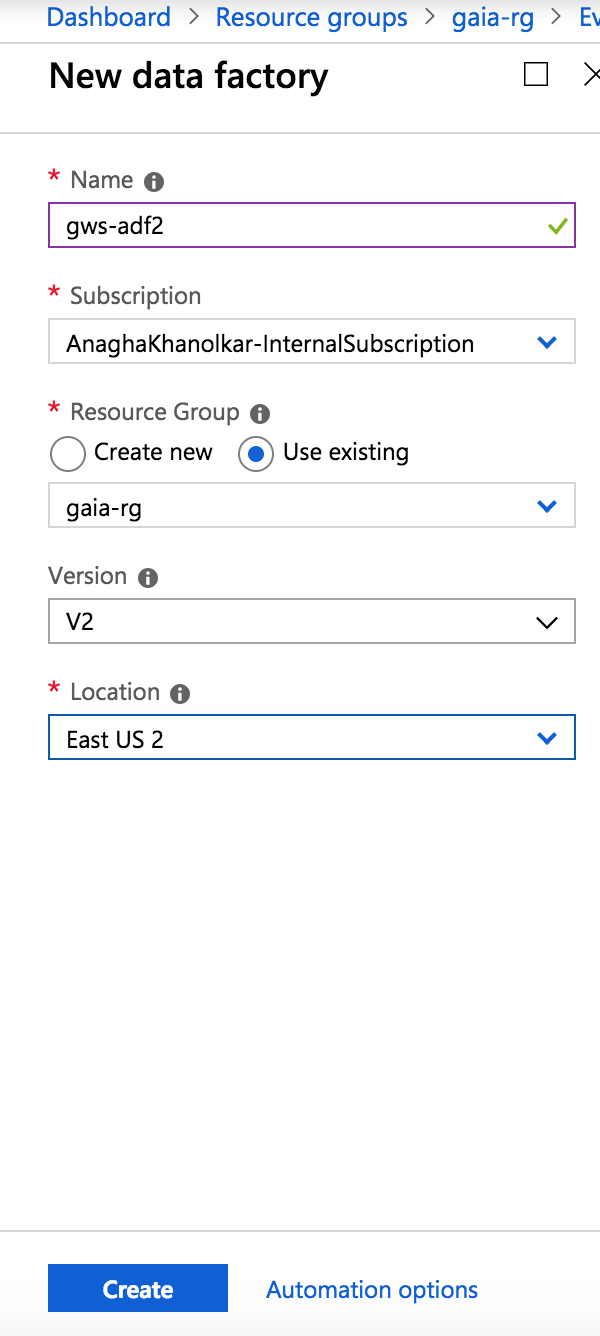 Dashboard > Resource groups > gaia-rg > Ev
New data factory
* Name
gws-adf2
* Subscription
AnaghaKhanolkar-InternalSubscription
* Resource Group
Create new Use existing
gaia-rg
Version
V2
* Location
East US 2
Create Automation options